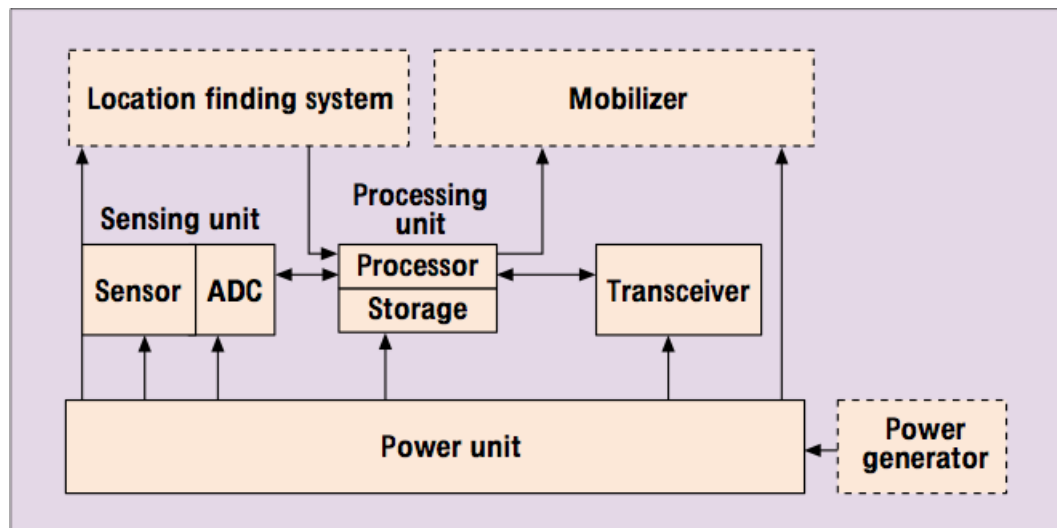 Location finding system
Mobilizer
Sensing unit
Processing
unit
Sensor
ADC
Processor
Storage
Transceiver
Power unit
Power
generator